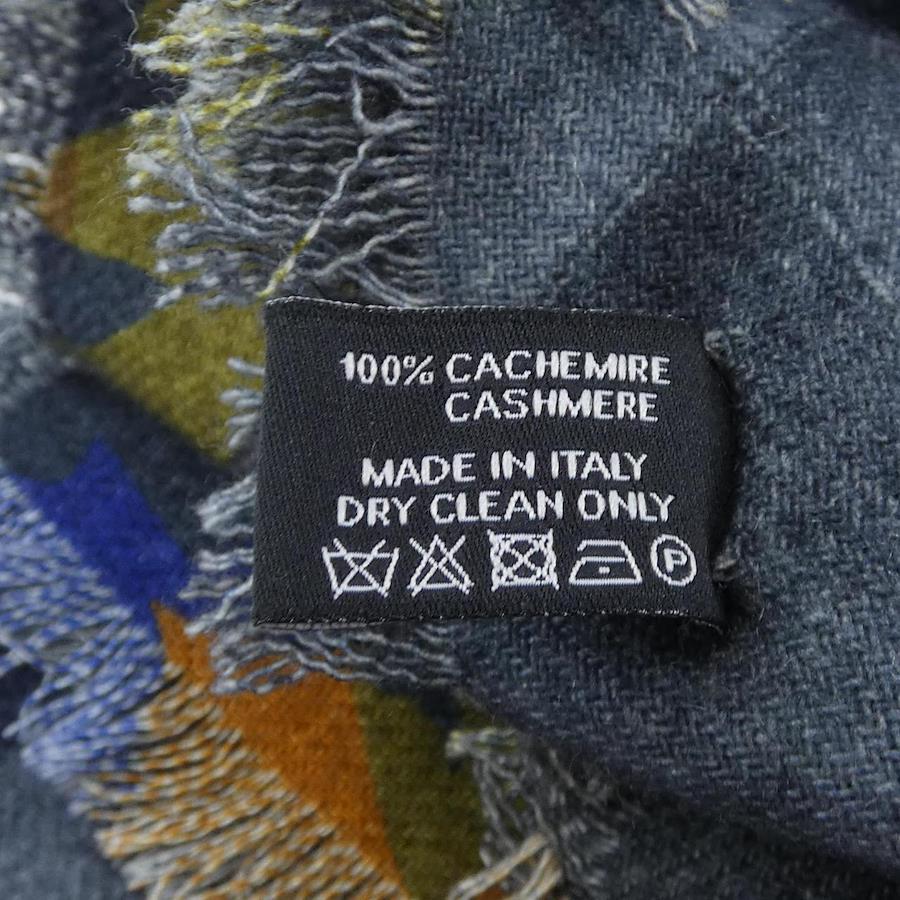 100% CACHEMIRE
CASHMERE
MADE IN ITALY
DRY CLEAN ONLY
P